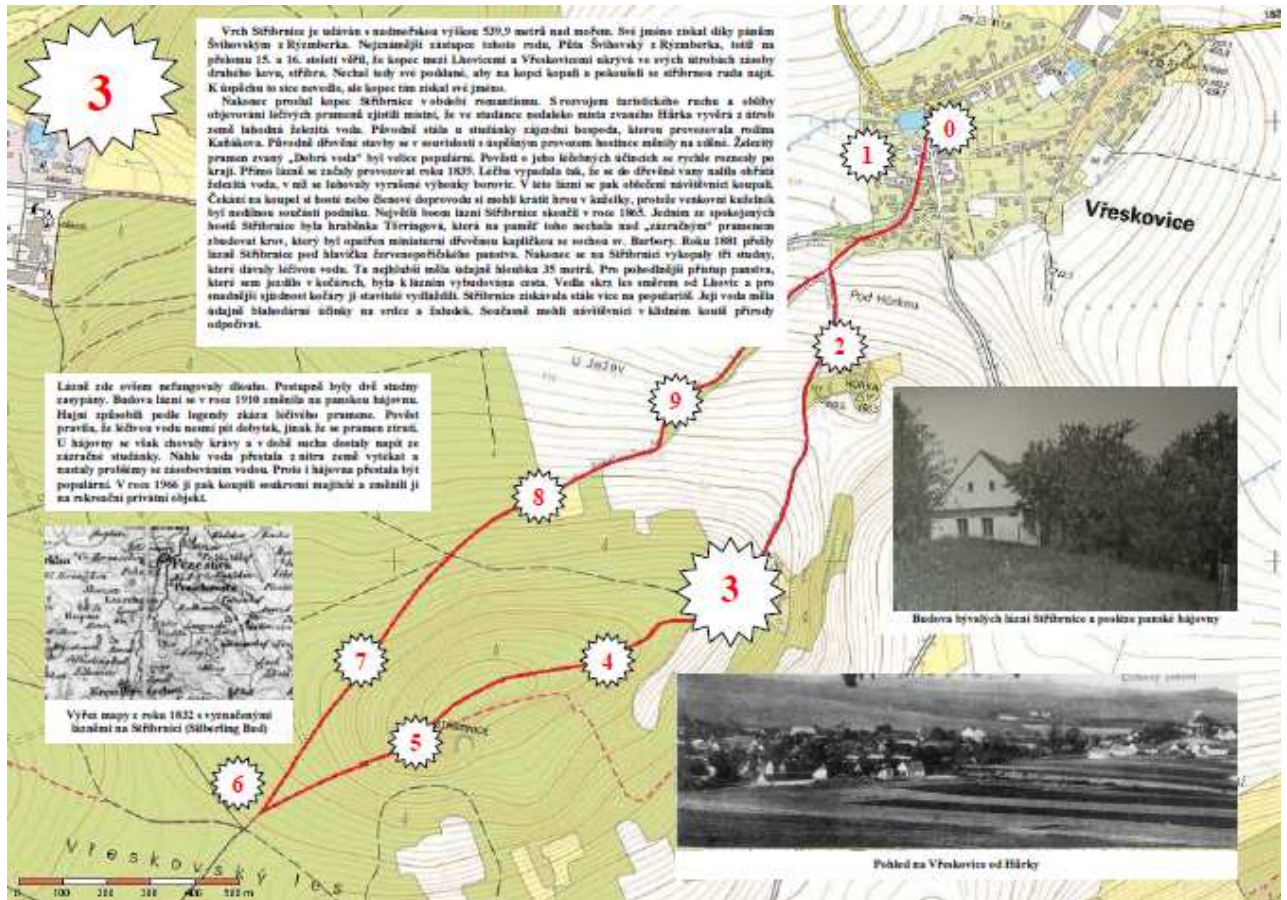 3
Vrch Stříbrnice je udáván s nadmořskou výškou 539,9 metrů nad mořem. Své jméno získal díky pánům
Švihovským z Rýzmberka. Nejznámější zástupce tohoto rodu, Půta Švihovský z Rýzmberka, totiž na
přelomu 15. a 16. století věřil, že kopec mezi Lhovicemi a Vřeskovicemi ukrývá ve svých útrobách zásoby
drahého kovu, stříbra. Nechal tedy své poddané, aby na kopci kopali a pokoušeli se stříbrnou rudu najít.
K úspěchu to sice nevedlo, ale kopec tím získal své jméno.
Nakonec proslul kopec Stříbrnice v období romantismu. S rozvojem turistického ruchu a obliby
objevování léčivých pramenů zjistili místní, že ve studánce nedaleko místa zvaného Hůrka vyvěrá z útrob
země lahodná železitá voda. Původně stála u studánky zájezdní hospoda, kterou provozovala rodina
Kaňákova. Původně dřevěné stavby se v souvislosti s úspěšným provozem hostince měnily na zděné. Železitý
pramen zvaný „Dobrá voda“ byl velice populární. Pověsti o jeho léčebných účincích se rychle roznesly po
kraji. Přímo lázně se začaly provozovat roku 1839. Léčba vypadala tak, že se do dřevěné vany nalila ohřátá
železitá voda, v níž se luhovaly vyrašené výhonky borovic. V této lázni se pak oblečení návštěvníci koupali.
Čekání na koupel si hosté nebo členové doprovodu si mohli krátit hrou v kuželky, protože venkovní kuželník
byl nedílnou součástí podniku. Největší boom lázní Stříbrnice skončil v roce 1865. Jedním ze spokojených
hostů Stříbrnice byla hraběnka Törringová, která na paměť toho nechala nad „zázračným“ pramenem
zbudovat krov, který byl opatřen miniaturní dřevěnou kapličkou se sochou sv. Barbory. Roku 1881 přešly
lázně Stříbrnice pod hlavičku červenopoříčského panství. Nakonec se na Stříbrnici vykopaly tři studny,
které dávaly léčivou vodu. Ta nejhlubší měla údajně hloubku 35 metrů. Pro pohodlnější přístup panstva,
které sem jezdilo v kočárech, byla k lázním vybudována cesta. Vedla skrz les směrem od Lhovic a pro
snadnější sjízdnost kočáry ji stavitelé vydláždili. Stříbrnice získávala stále více na popularitě. Její voda měla
údajně blahodárné účinky na srdce a žaludek. Současně mohli návštěvníci v klidném koutě přírody
odpočívat.
0
1
Vřeskovice
Pod Hůrkou
2
U Ježův
HŮRKA
9
Lázně zde ovšem nefungovaly dlouho. Postupně byly dvě studny
zasypány. Budova lázní se v roce 1910 změnila na panskou hájovnu.
Hajní způsobili podle legendy zkázu léčivého pramene. Pověst
pravila, že léčivou vodu nesmí pít dobytek, jinak že se pramen ztratí.
U hájovny se však chovaly krávy a v době sucha dostaly napít ze
zázračné studánky. Náhle voda přestala z nitra země vytékat a
nastaly problémy se zásobováním vodou. Proto i hájovna přestala být
populární. V roce 1966 ji pak koupili soukromí majitelé a změnili ji
na rekreační privátní objekt.
8
3
Budova bývalých lázní Stříbrnice a posléze panské hájovny
7
4
Výřez mapy z roku 1832 s vyznačenými
lázněmi na Stříbrnici (Silberling Bad)
5
6
Vřeskovský les
0 100 200 300 400 500 m
Pohled na Vřeskovice od Hůrky